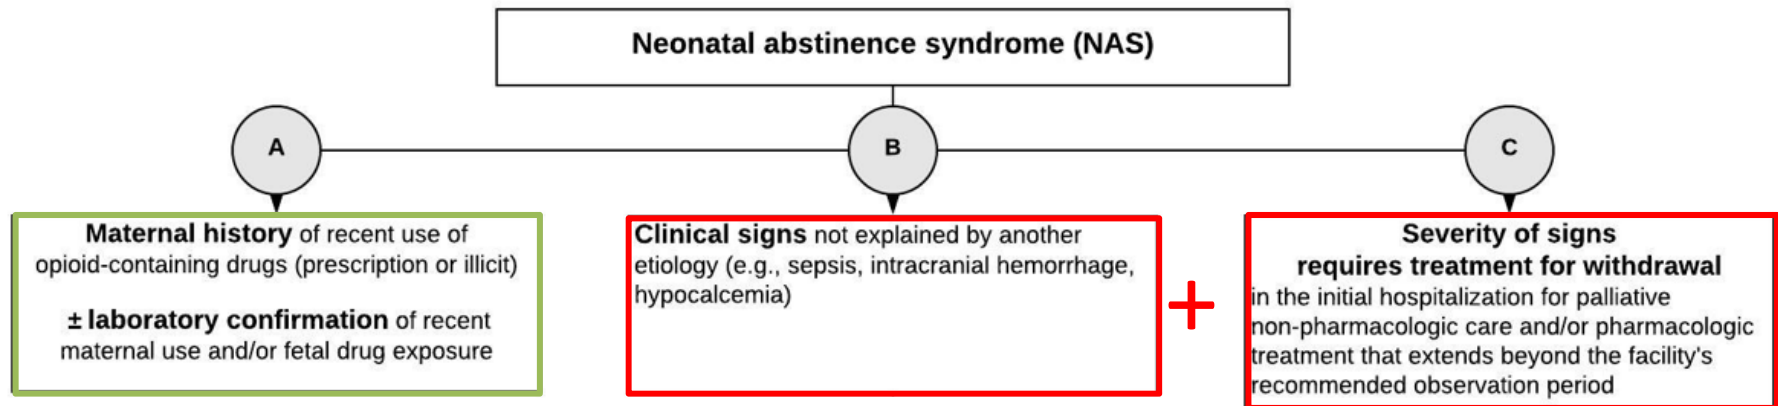 Neonatal abstinence syndrome (NAS)
A
B
C
Maternal history of recent use of
opioid-containing drugs (prescription or illicit)
± laboratory confirmation of recent
maternal use and/or fetal drug exposure
Clinical signs not explained by another
etiology (e.g., sepsis, intracranial hemorrhage,
hypocalcemia)
+
Severity of signs
requires treatment for withdrawal
in the initial hospitalization for palliative
non-pharmacologic care and/or pharmacologic
treatment that extends beyond the facility's
recommended observation period